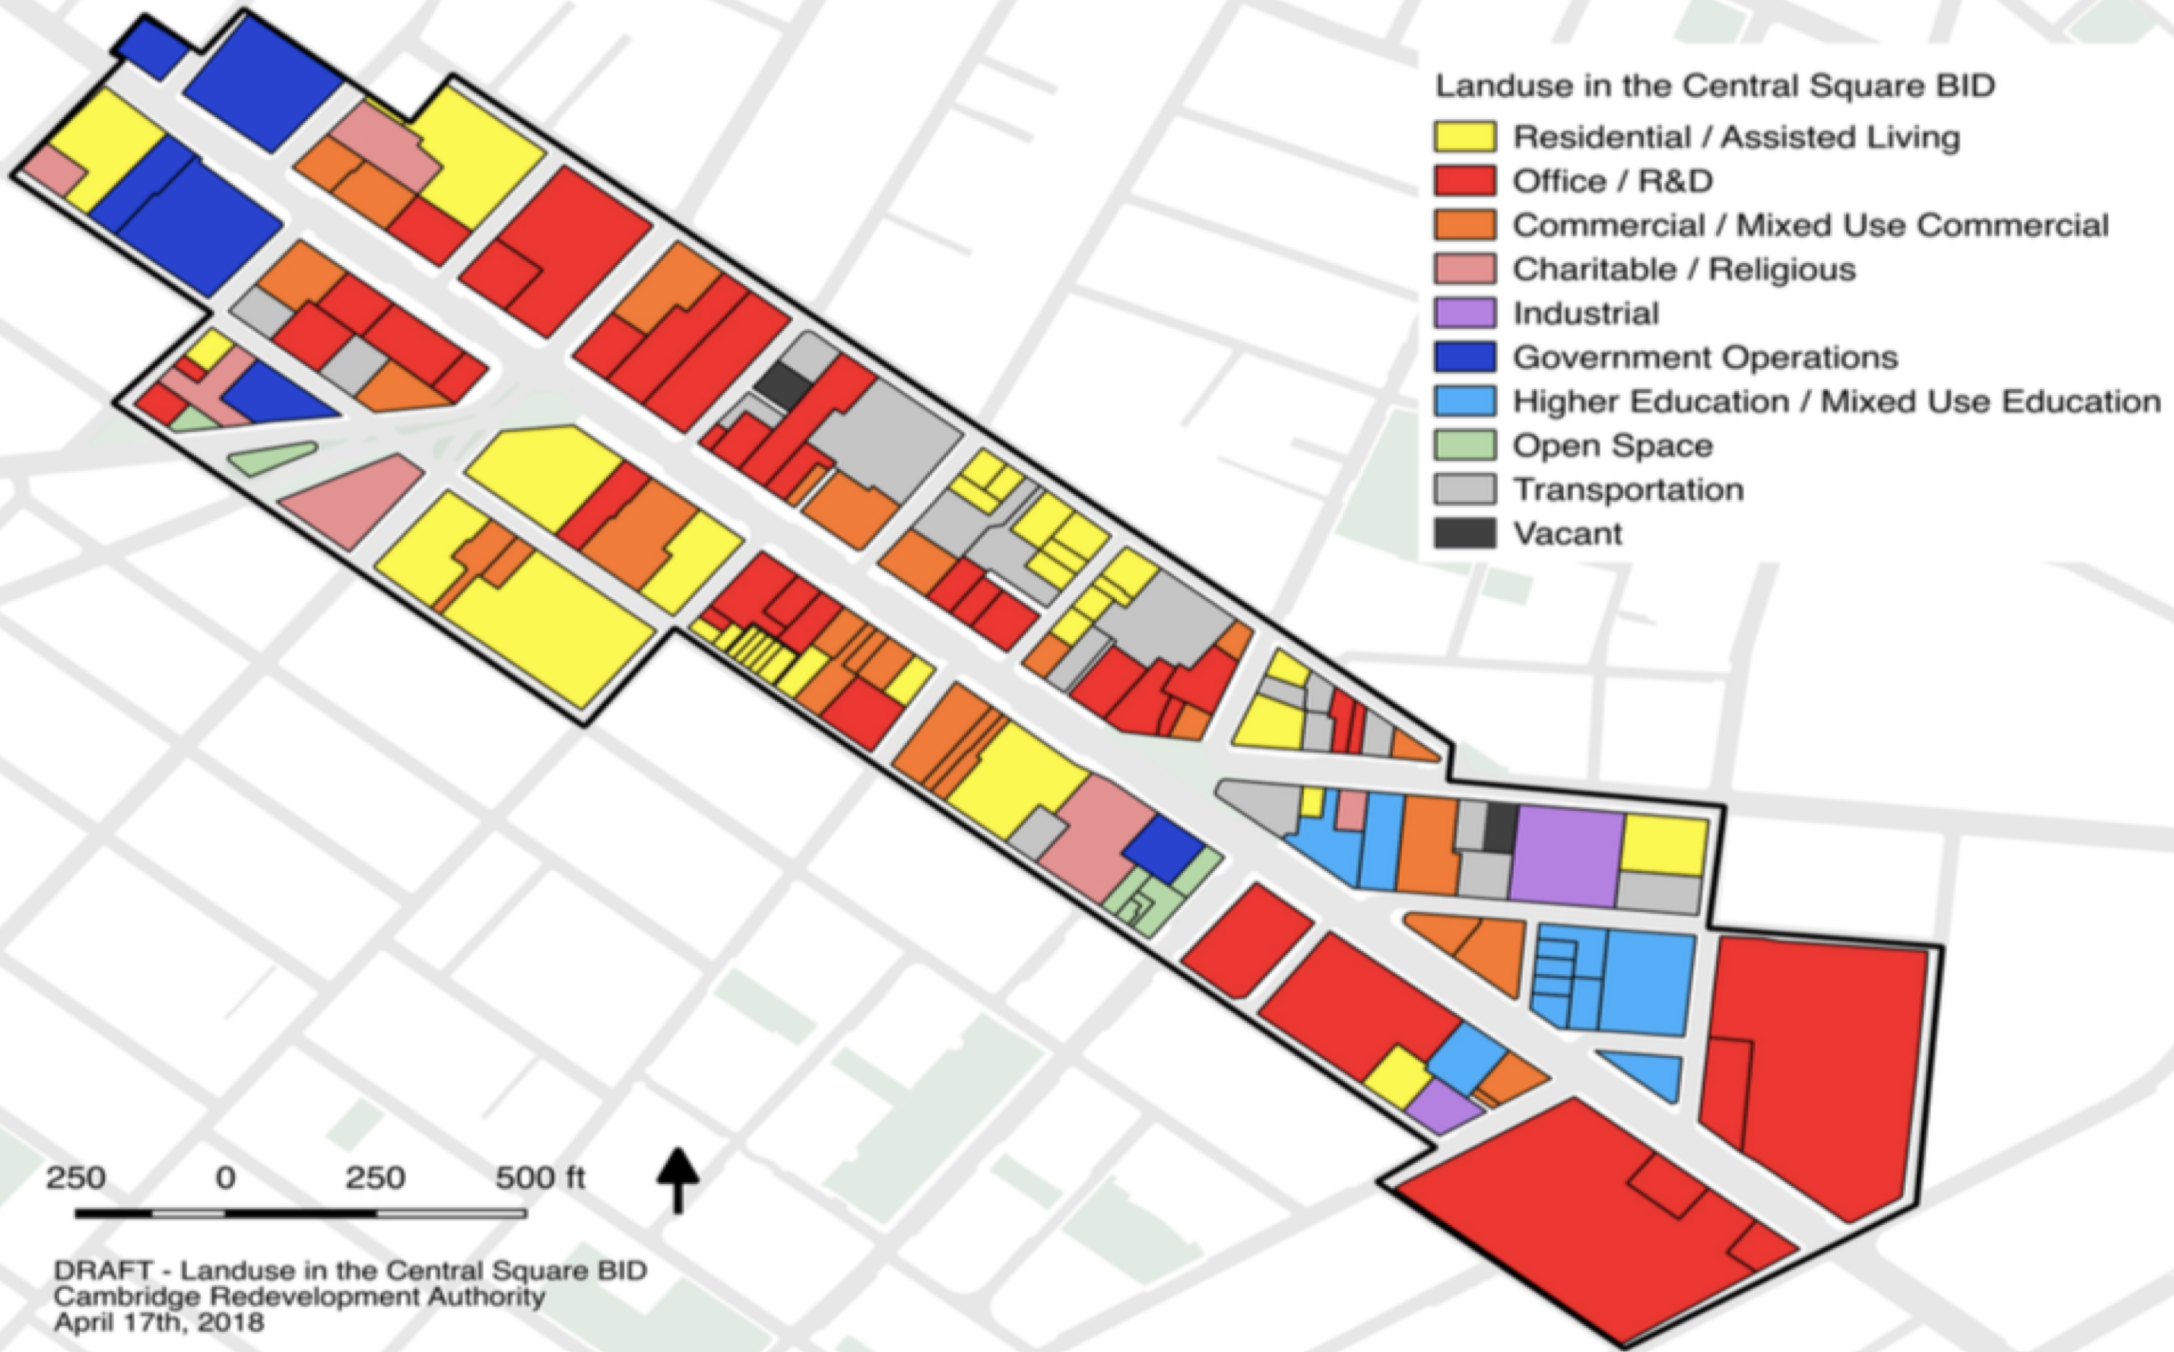 Landuse in the Central Square BID
Residential / Assisted Living
Office / R&D
Commercial / Mixed Use Commercial
Charitable / Religious
Industrial
Government Operations
Higher Education / Mixed Use Education
Open Space
Transportation
Vacant
250 0 250 500 ft
DRAFT - Landuse in the Central Square BID
Cambridge Redevelopment Authority
April 17th, 2018